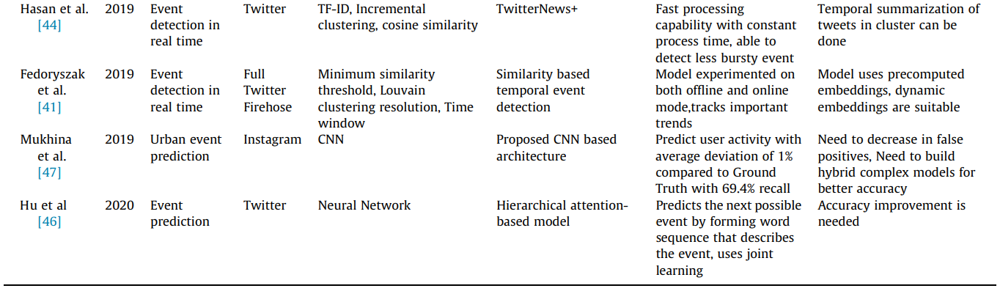 Hasan et al. 2019 Event Twitter TF-ID, Incremental TwitterNews+ Fast processing Temporal summarization of
[44] detection in clustering, cosine similarity capability with constant tweets in cluster can be
real time process time, able to done
detect less bursty event
Fedoryszak 2019 Event Full Minimum similarity Similarity based Model experimented on Model uses precomputed
et al. detection in Twitter threshold, Louvain temporal event both offline and online embeddings, dynamic
[41] real time Firehose clustering resolution, Time detection mode,tracks important embeddings are suitable
window trends
Mukhina 2019 Urban event Instagram CNN Proposed CNN based Predict user activity with Need to decrease in false
et al. prediction architecture average deviation of 1% positives, Need to build
[47] compared to Ground hybrid complex models for
Truth with 69.4% recall better accuracy
Hu et al 2020 Event Twitter Neural Network Hierarchical attention- Predicts the next possible Accuracy improvement is
[46] prediction based model event by forming word needed
sequence that describes
the event, uses joint
learning